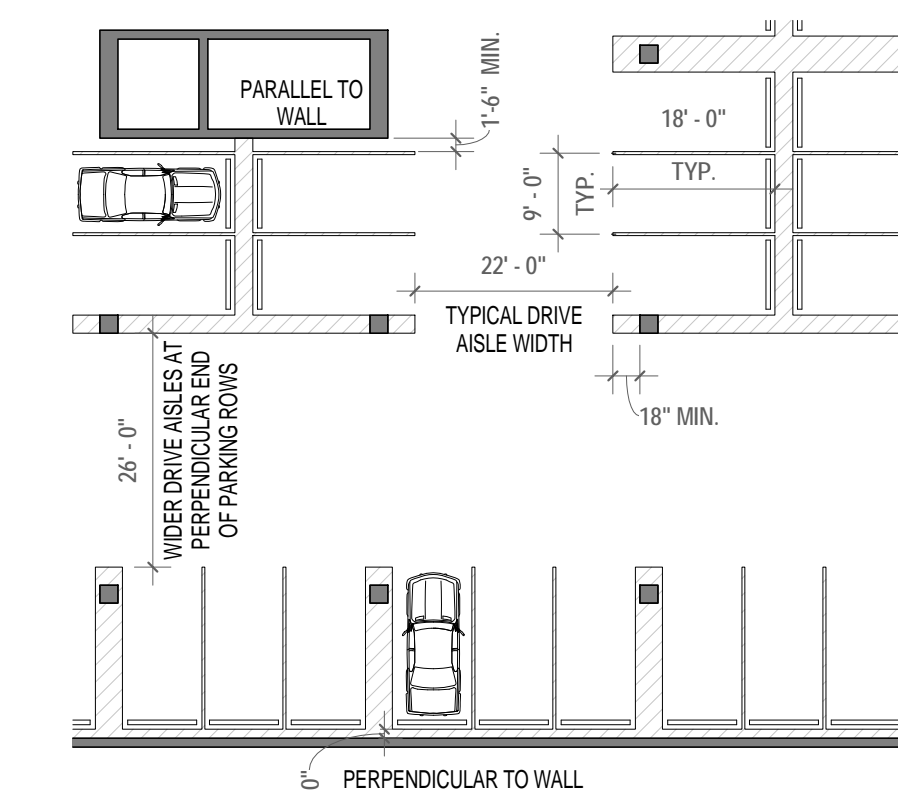 PARALLEL TO
WALL
1'-6" MIN.
18' - 0"
TYP.
9' - 0"
TYP.
22' - 0"
TYPICAL DRIVE
AISLE WIDTH
18" MIN.
26' - 0"
WIDER DRIVE AISLES AT
PERPENDICULAR END
OF PARKING ROWS
0"
PERPENDICULAR TO WALL